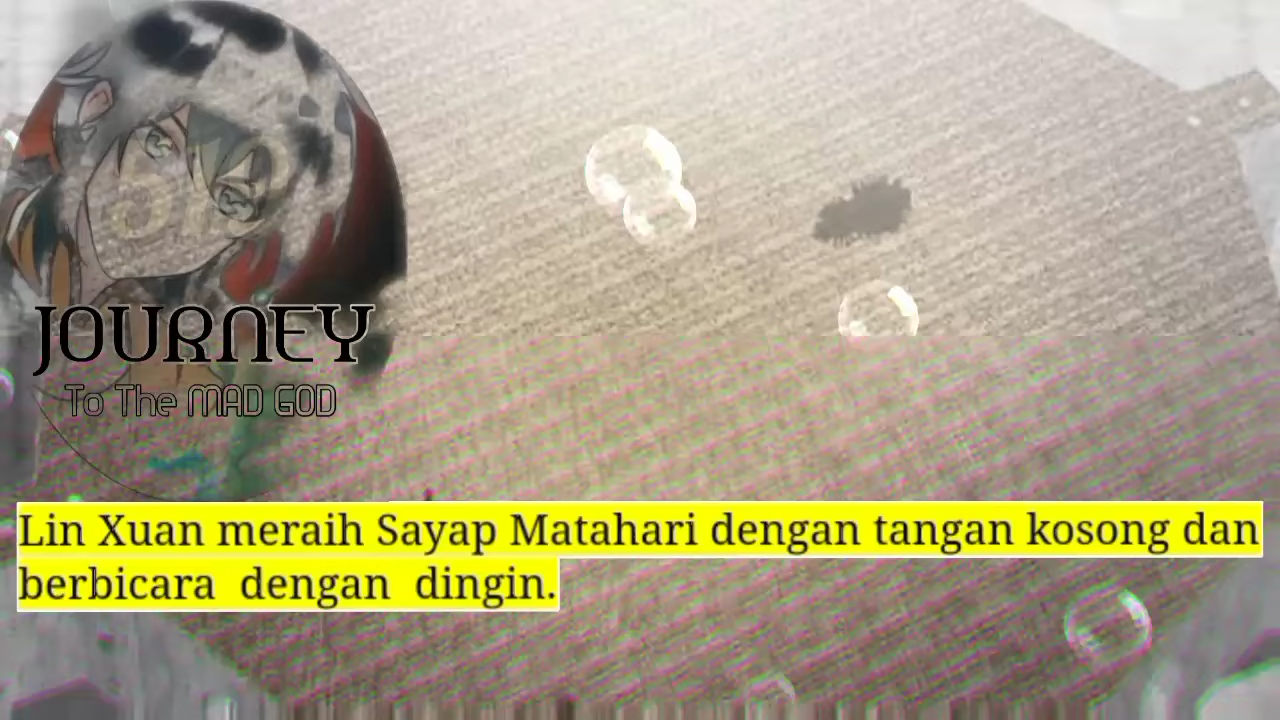 JOURNEY
To The MAD GOD
Lin Xuan meraih Sayap Matahari dengan tangan kosong dan
berbicara dengan dingin.